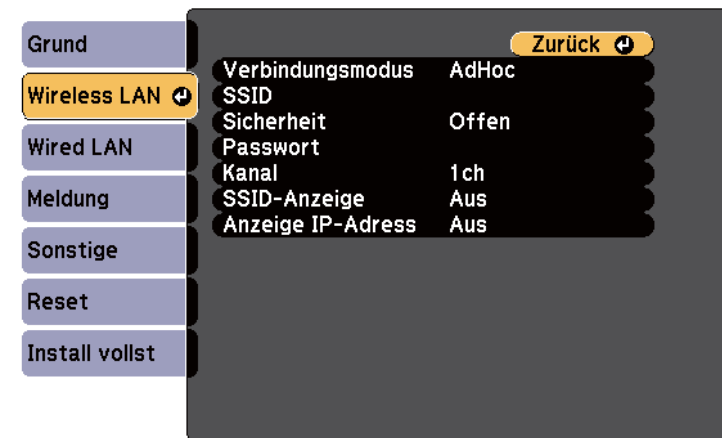 Grund
Wireless LAN
Wired LAN
Meldung
Sonstige
Reset
Install vollst
Zurück
Verbindungsmodus AdHoc
SSID
Sicherheit Offen
Passwort
Kanal 1ch
SSID-Anzeige Aus
Anzeige IP-Adress Aus